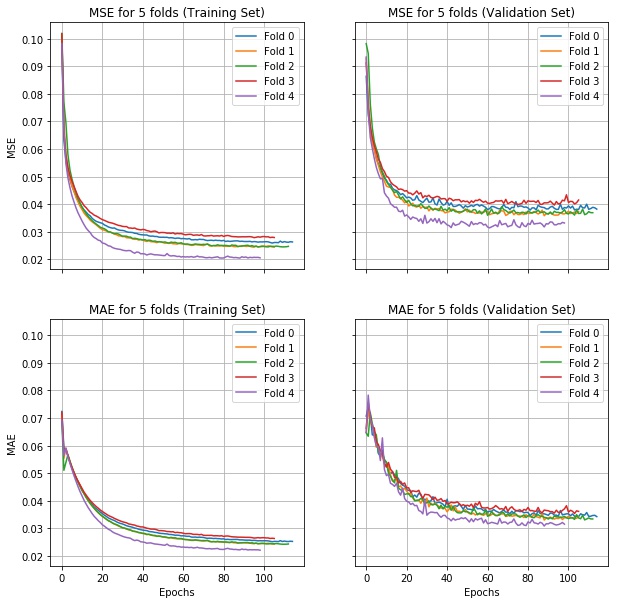 MSE for 5 folds (Training Set)
0.10
0.09
0.08
0.07
0.06
0.05
0.04
0.03
0.02
MSE
Fold 0
Fold 1
Fold 2
Fold 3
Fold 4
MSE for 5 folds (Validation Set)
Fold 0
Fold 1
Fold 2
Fold 3
Fold 4
MAE for 5 folds (Training Set)
0.10
0.09
0.08
0.07
0.06
0.05
0.04
0.03
0.02
MAE
Fold 0
Fold 1
Fold 2
Fold 3
Fold 4
0 20 40 60 80 100
Epochs
MAE for 5 folds (Validation Set)
Fold 0
Fold 1
Fold 2
Fold 3
Fold 4
0 20 40 60 80 100
Epochs